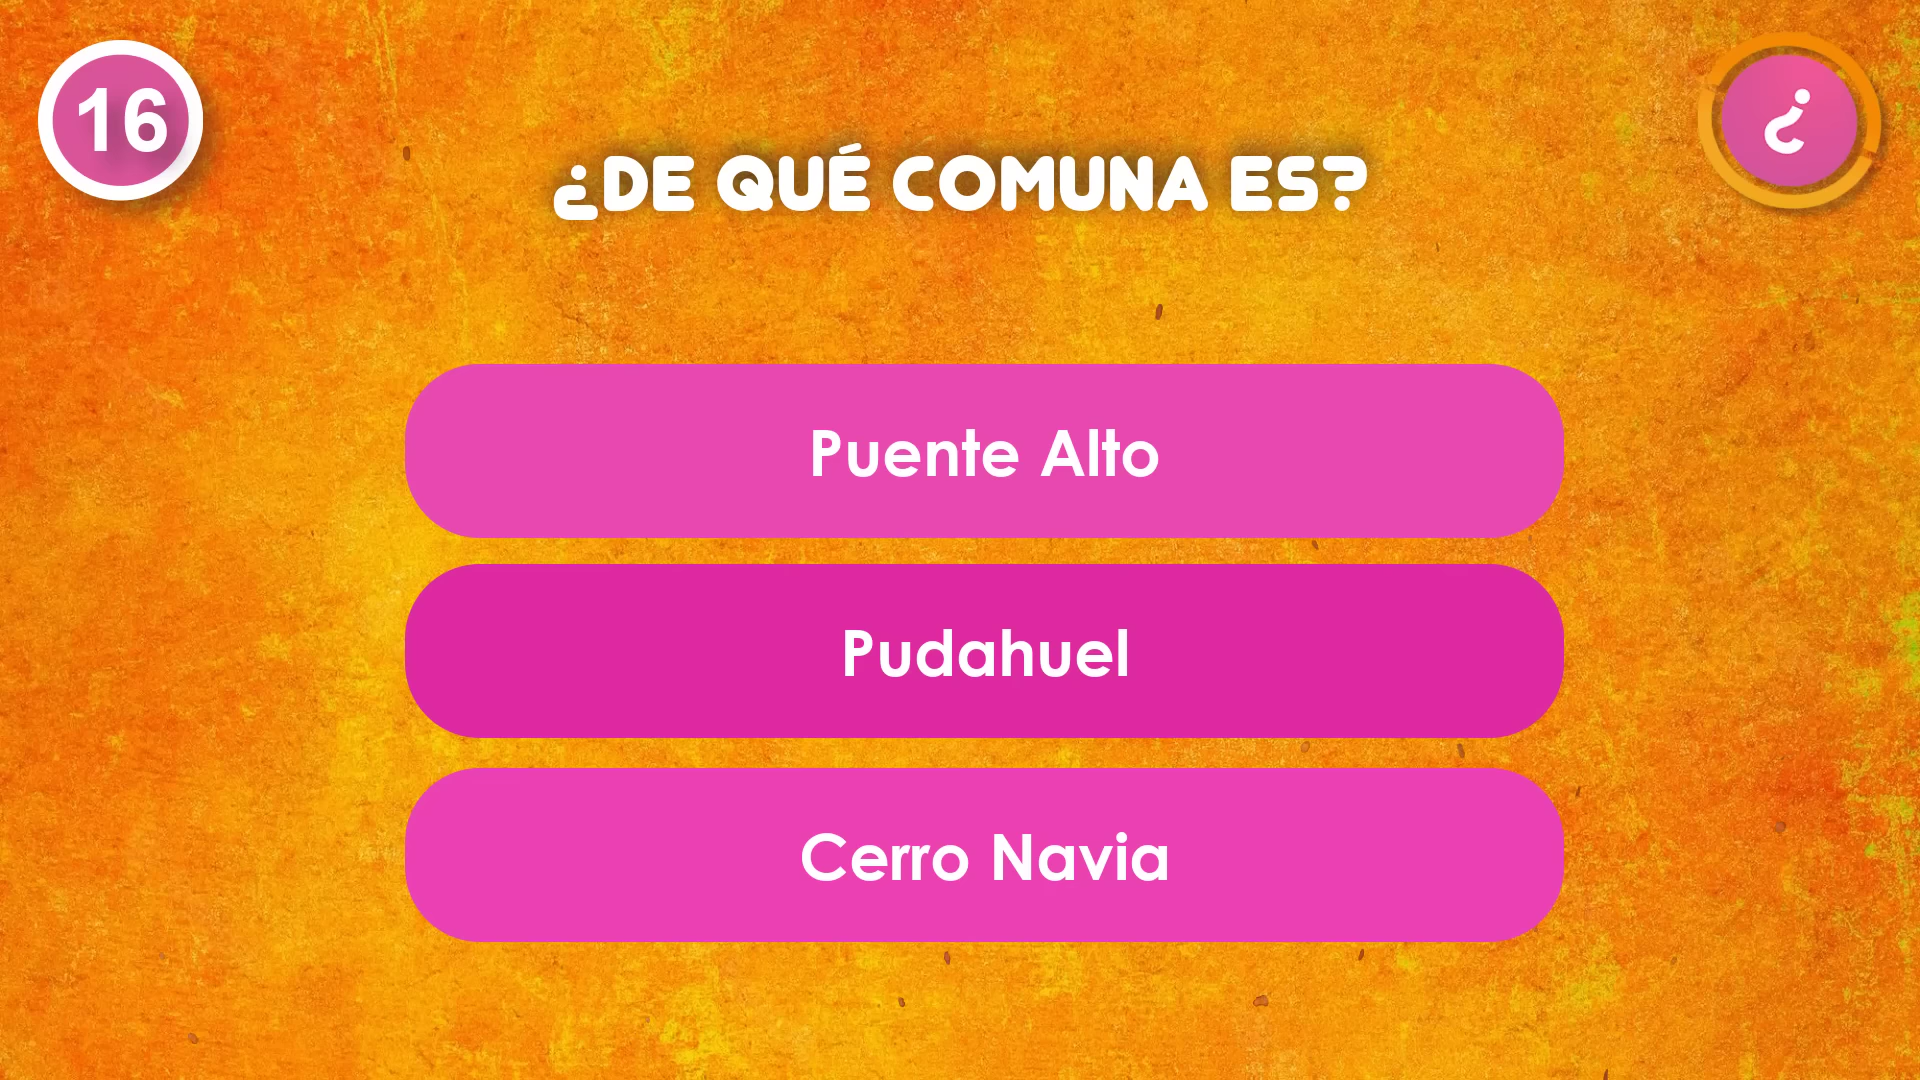 16
¿
¿DE QUÉ COMUNA ES?
Puente Alto
Pudahuel
Cerro Navia